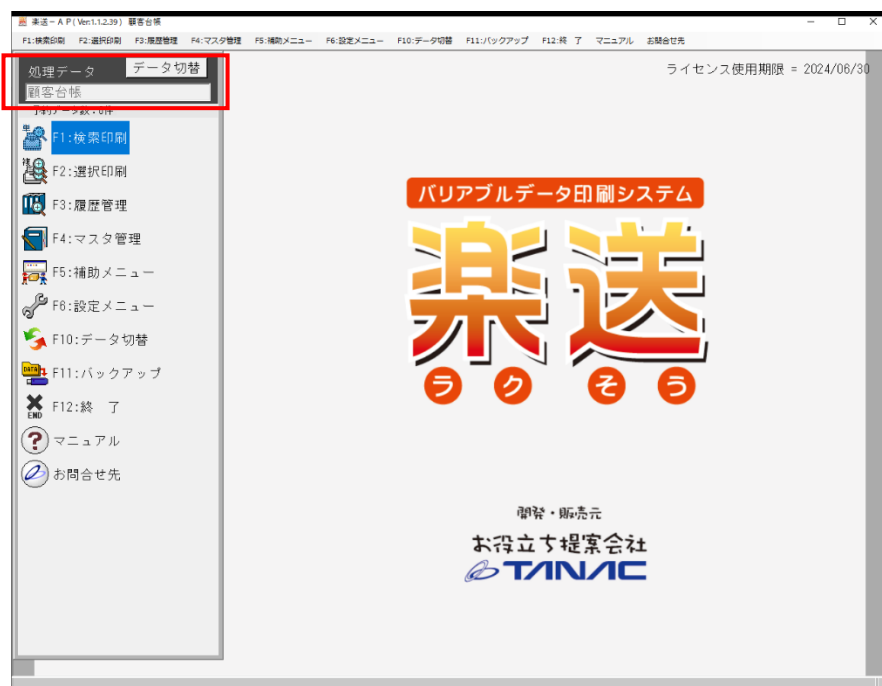 楽送－ＡＰ( Ver:1.1.2.39 ) 顧客台帳
F1:検索印刷 F2:選択印刷 F3:履歴管理 F4:マスタ管理 F5:補助メニュー F6:設定メニュー F10:データ切替 F11:バックアップ F12:終 了 マニュアル お問合せ先
処理データ データ切替
顧客台帳
ライセンス使用期限 = 2024/06/30
F1:検索印刷
F2:選択印刷
F3:履歴管理
F4:マスタ管理
F5:補助メニュー
F6:設定メニュー
F10:データ切替
F11:バックアップ
F12:終 了
マニュアル
お問合せ先
バリアブルデータ印刷システム
楽送
ラクそう
開発・販売元
お役立ち提案会社
TANAC